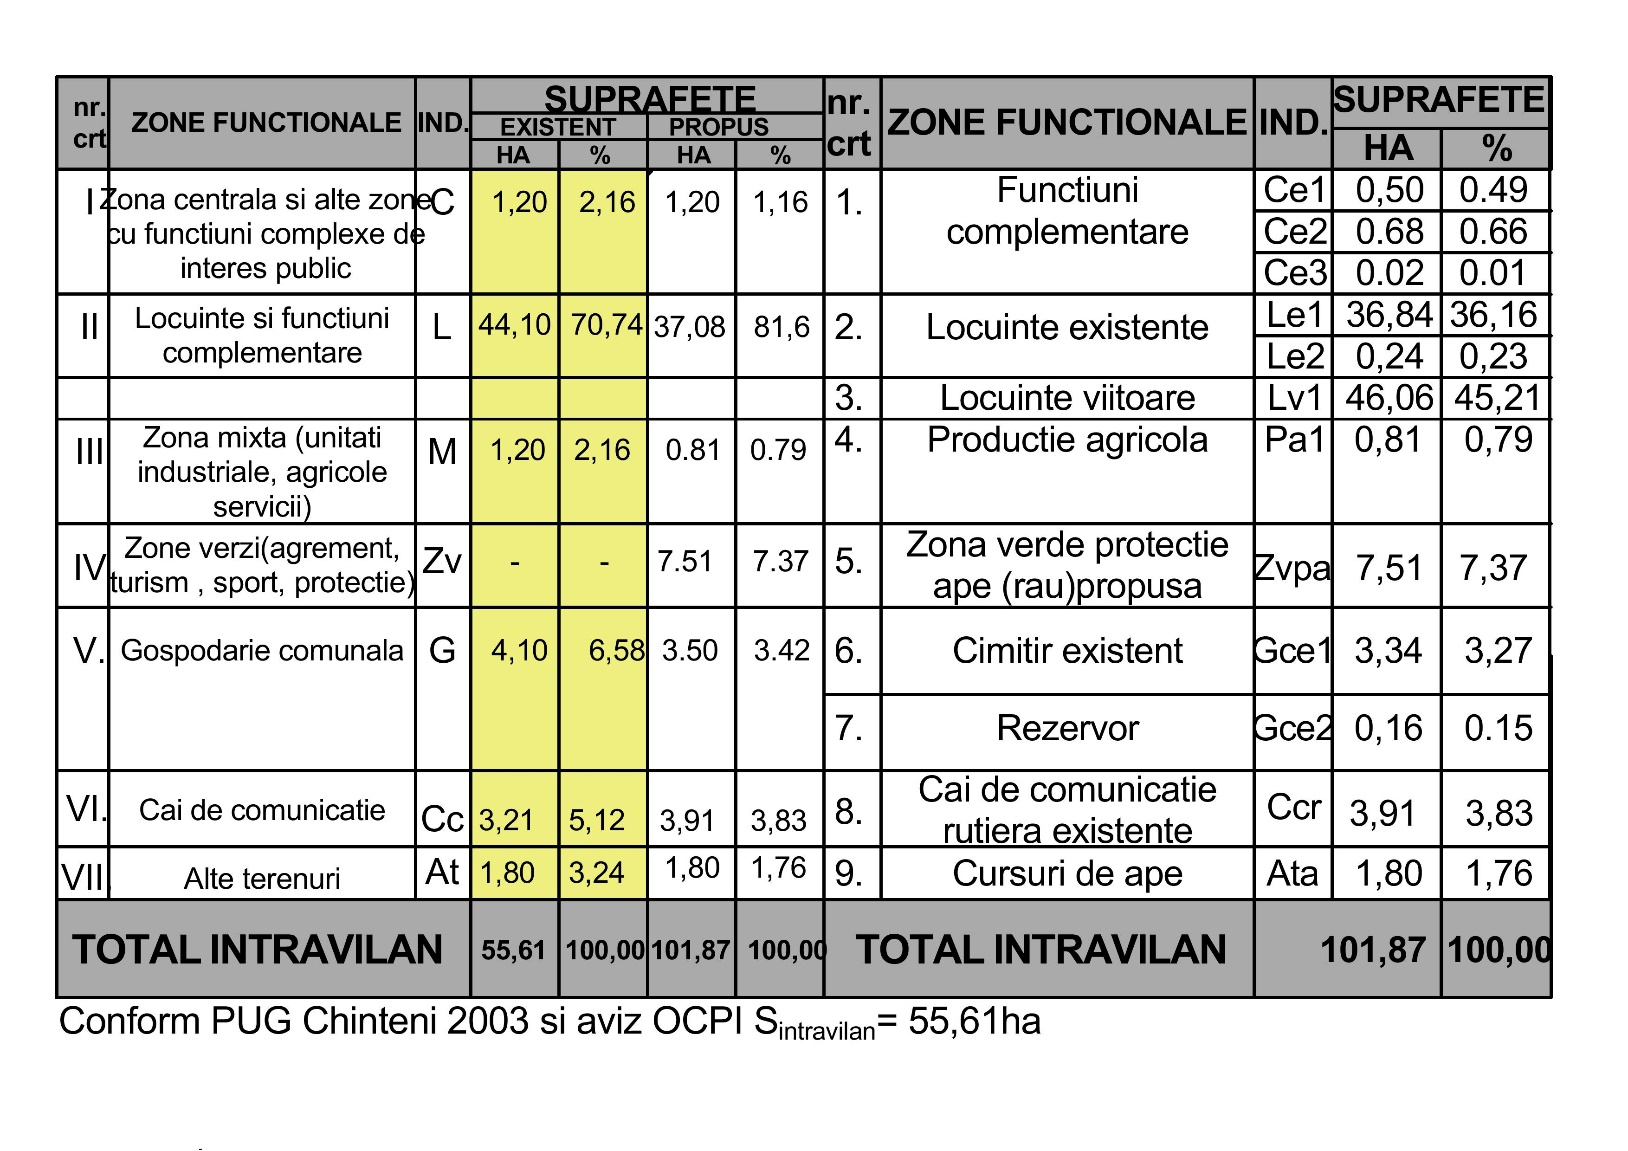 nr. crt ZONE FUNCTIONALE IND. SUPRAFETE nr. crt ZONE FUNCTIONALE IND. SUPRAFETE
EXISTENT PROPUS
HA % HA % HA %
I Zona centrala si alte zone C 1,20 2,16 1,20 1,16 1. Functiuni Ce1 0,50 0.49
cu functiuni complexe de complementare Ce2 0.68 0.66
interes public Ce3 0.02 0.01
II Locuinte si functiuni L 44,10 70,74 37,08 81,6 2. Locuinte existente Le1 36,84 36,16
complementare Le2 0,24 0,23
3. Locuinte viitoare Lv1 46,06 45,21
III Zona mixta (unitati M 1,20 2,16 0.81 0.79 4. Productie agricola Pa1 0,81 0,79
industriale, agricole
servicii)
IV Zone verzi(agrement, Zv - - 7.51 7.37 5. Zona verde protectie Zvpa 7,51 7,37
turism , sport, protectie) ape (rau)propusa
V. Gospodarie comunala G 4,10 6,58 3.50 3.42 6. Cimitir existent Gce1 3,34 3,27
7. Rezervor Gce2 0,16 0.15
VI. Cai de comunicatie Cc 3,21 5,12 3,91 3,83 8. Cai de comunicatie Ccr 3,91 3,83
rutiera existente
VII. Alte terenuri At 1,80 3,24 1,80 1,76 9. Cursuri de ape Ata 1,80 1,76
TOTAL INTRAVILAN 55,61 100,00 101,87 100,00 TOTAL INTRAVILAN 101,87 100,00
Conform PUG Chinteni 2003 si aviz OCPI Sintravilan= 55,61ha